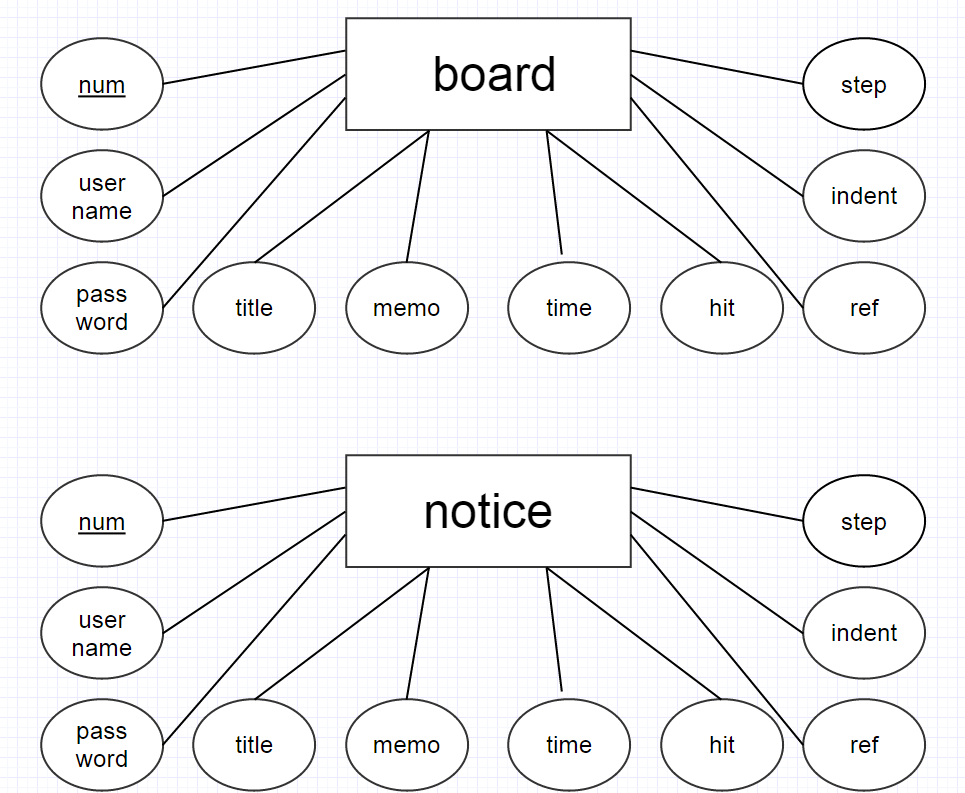 board
num
step
user
name
indent
pass
word
title
memo
time
hit
ref
notice
num
step
user
name
indent
pass
word
title
memo
time
hit
ref